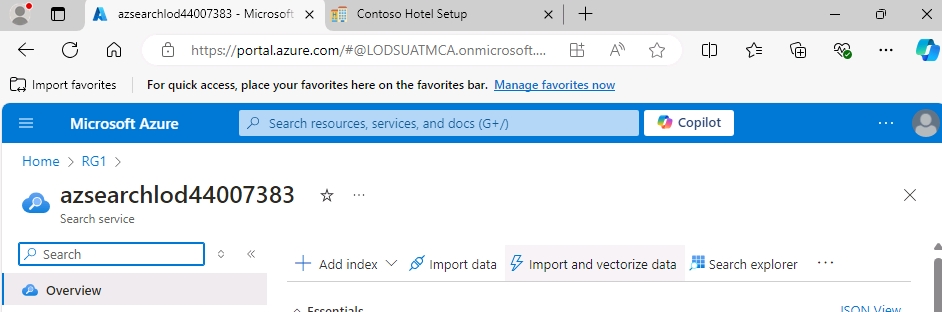 azsearchlod44007383 - Microsoft
Contoso Hotel Setup
https://portal.azure.com/#@LODSUATMCA.onmicrosoft....
Import favorites
For quick access, place your favorites here on the favorites bar. Manage favorites now
Microsoft Azure
Search resources, services, and docs (G+/)
Copilot
Home > RG1 >
azsearchlod44007383
Search service
Search
Add index
Import data
Import and vectorize data
Search explorer
Overview
Essentials
JSON View